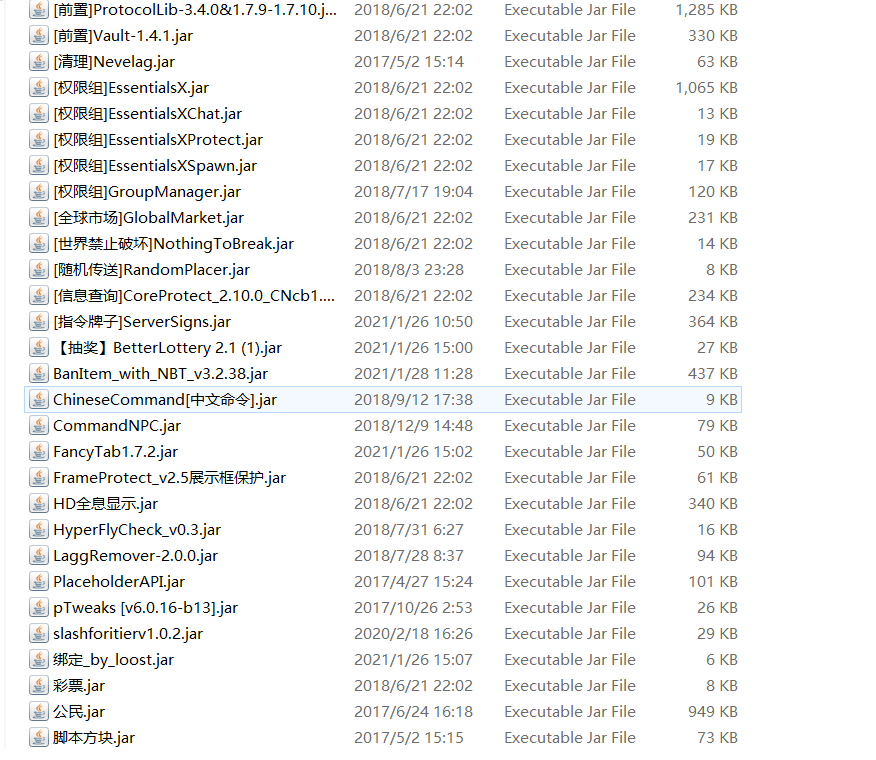 [前置]ProtocolLib-3.4.0&1.7.9-1.7.10.j... 2018/6/21 22:02 Executable Jar File 1,285 KB
[前置]Vault-1.4.1.jar 2018/6/21 22:02 Executable Jar File 330 KB
[清理]Nevelag.jar 2017/5/2 15:14 Executable Jar File 63 KB
[权限组]EssentialsX.jar 2018/6/21 22:02 Executable Jar File 1,065 KB
[权限组]EssentialsXChat.jar 2018/6/21 22:02 Executable Jar File 13 KB
[权限组]EssentialsXProtect.jar 2018/6/21 22:02 Executable Jar File 19 KB
[权限组]EssentialsXSpawn.jar 2018/6/21 22:02 Executable Jar File 17 KB
[权限组]GroupManager.jar 2018/7/17 19:04 Executable Jar File 120 KB
[全球市场]GlobalMarket.jar 2018/6/21 22:02 Executable Jar File 231 KB
[世界禁止破坏]NothingToBreak.jar 2018/6/21 22:02 Executable Jar File 14 KB
[随机传送]RandomPlacer.jar 2018/8/3 23:28 Executable Jar File 8 KB
[信息查询]CoreProtect_2.10.0_CNcb1.... 2018/6/21 22:02 Executable Jar File 234 KB
[指令牌子]ServerSigns.jar 2021/1/26 10:50 Executable Jar File 364 KB
【抽奖】BetterLottery 2.1 (1).jar 2021/1/26 15:00 Executable Jar File 27 KB
BanItem_with_NBT_v3.2.38.jar 2021/1/28 11:28 Executable Jar File 437 KB
ChineseCommand[中文命令].jar 2018/9/12 17:38 Executable Jar File 9 KB
CommandNPC.jar 2018/12/9 14:48 Executable Jar File 79 KB
FancyTab1.7.2.jar 2021/1/26 15:02 Executable Jar File 50 KB
FrameProtect_v2.5展示框保护.jar 2018/6/21 22:02 Executable Jar File 61 KB
HD全息显示.jar 2018/6/21 22:02 Executable Jar File 340 KB
HyperFlyCheck_v0.3.jar 2018/7/31 6:27 Executable Jar File 16 KB
LaggRemover-2.0.0.jar 2018/7/28 8:37 Executable Jar File 94 KB
PlaceholderAPI.jar 2017/4/27 15:24 Executable Jar File 101 KB
pTweaks [v6.0.16-b13].jar 2017/10/26 2:53 Executable Jar File 26 KB
slashforitierv1.0.2.jar 2020/2/18 16:26 Executable Jar File 29 KB
绑定_by_loost.jar 2021/1/26 15:07 Executable Jar File 6 KB
彩票.jar 2018/6/21 22:02 Executable Jar File 8 KB
公民.jar 2017/6/24 16:18 Executable Jar File 949 KB
脚本方块.jar 2017/5/2 15:15 Executable Jar File 73 KB